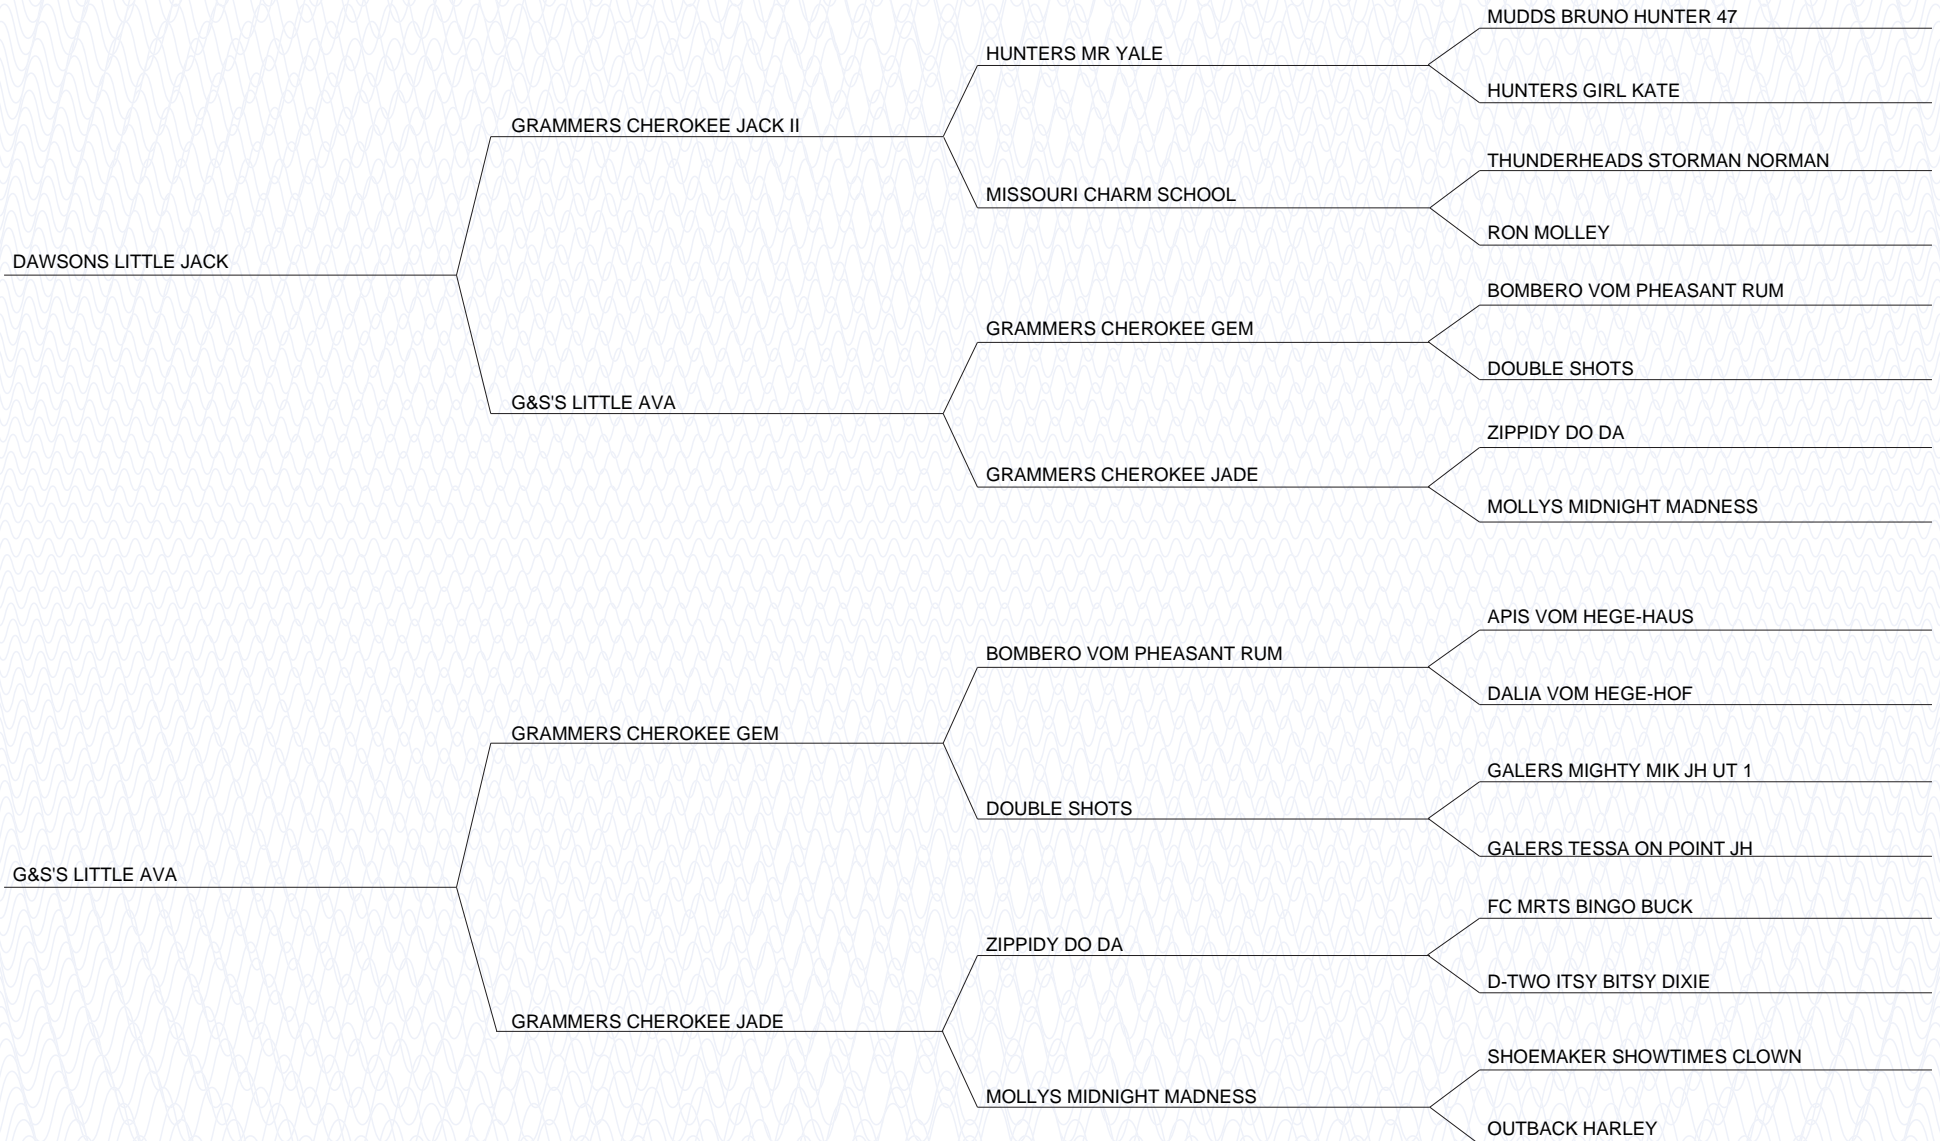 MUDDS BRUNO HUNTER 47
HUNTERS MR YALE
HUNTERS GIRL KATE
GRAMMERS CHEROKEE JACK II
THUNDERHEADS STORMAN NORMAN
MISSOURI CHARM SCHOOL
RON MOLLEY
DAWSONS LITTLE JACK
BOMBERO VOM PHEASANT RUM
GRAMMERS CHEROKEE GEM
DOUBLE SHOTS
G&S'S LITTLE AVA
ZIPPIDY DO DA
GRAMMERS CHEROKEE JADE
MOLLYS MIDNIGHT MADNESS
APIS VOM HEGE-HAUS
BOMBERO VOM PHEASANT RUM
DALIA VOM HEGE-HOF
GRAMMERS CHEROKEE GEM
GALERS MIGHTY MIK JH UT 1
DOUBLE SHOTS
GALERS TESSA ON POINT JH
G&S'S LITTLE AVA
FC MRTS BINGO BUCK
ZIPPIDY DO DA
D-TWO ITSY BITSY DIXIE
GRAMMERS CHEROKEE JADE
SHOEMAKER SHOWTIMES CLOWN
MOLLYS MIDNIGHT MADNESS
OUTBACK HARLEY